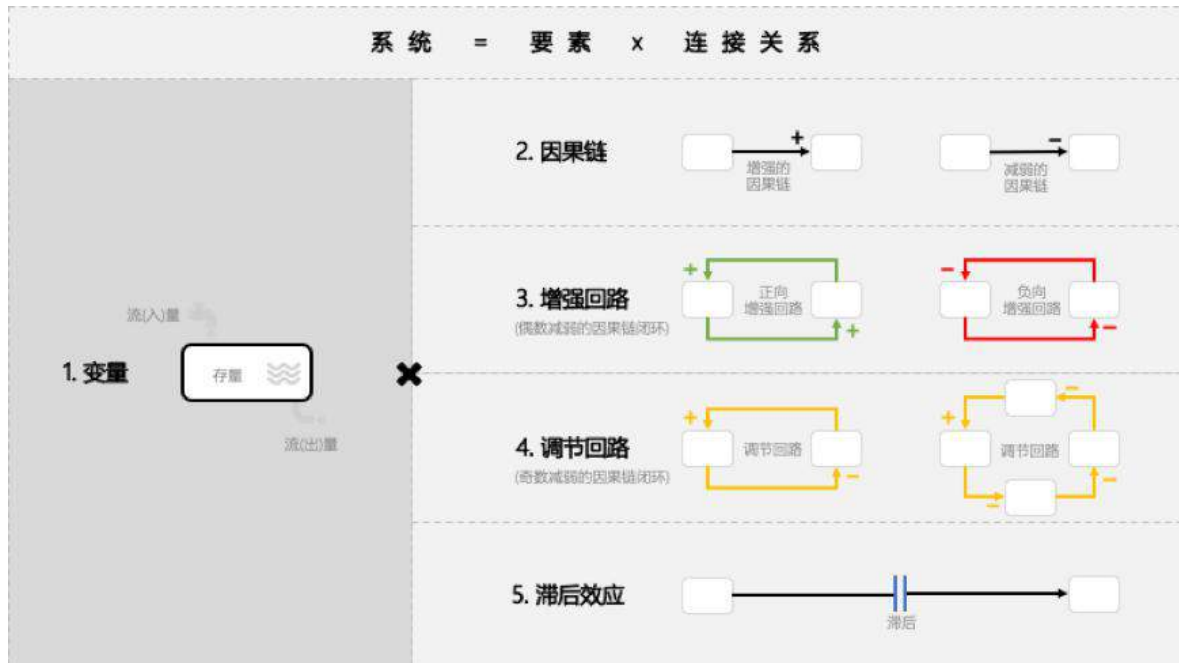 系统 = 要素 x 连接关系
1. 变量
流(入)量
存量
流(出)量
2. 因果链
+
增强的
因果链
-
减弱的
因果链
3. 增强回路
(偶数减弱的因果链闭环)
+
正向
增强回路
+
-
负向
增强回路
-
4. 调节回路
(奇数减弱的因果链闭环)
+
调节回路
-
+
-
调节回路
-
-
5. 滞后效应
滞后